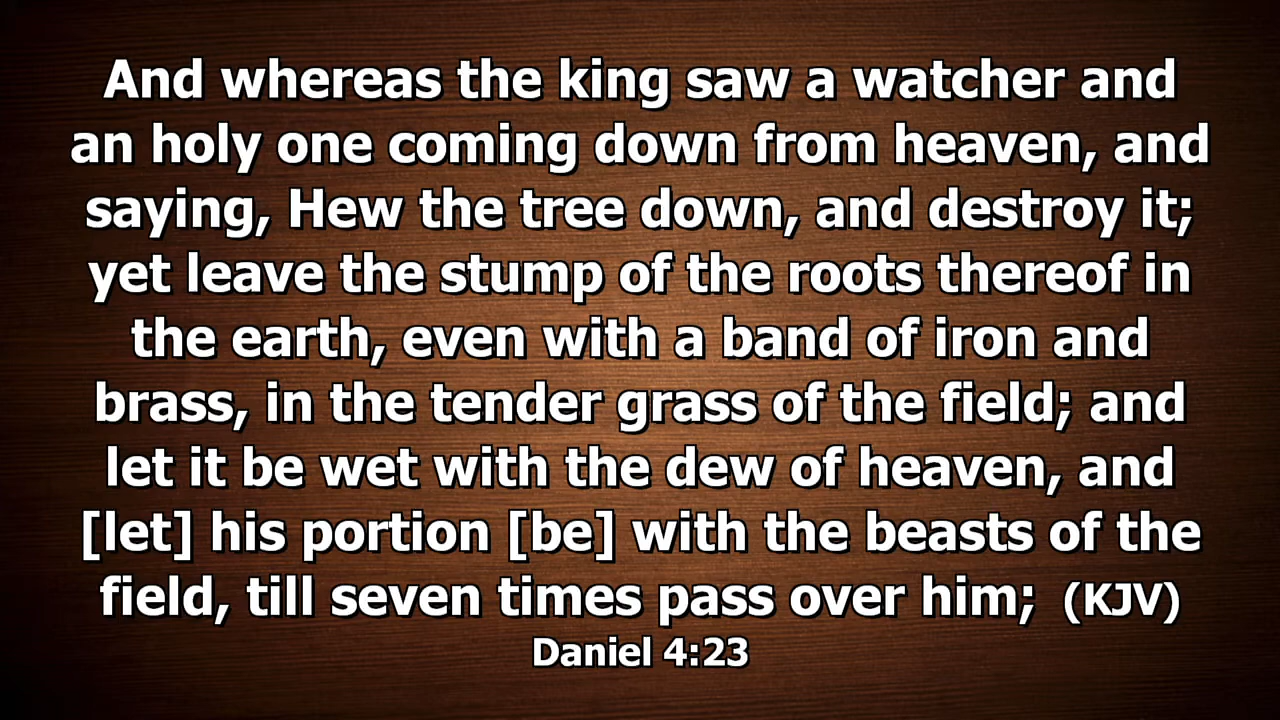 And whereas the king saw a watcher and
an holy one coming down from heaven, and
saying, Hew the tree down, and destroy it;
yet leave the stump of the roots thereof in
the earth, even with a band of iron and
brass, in the tender grass of the field; and
let it be wet with the dew of heaven, and
[let] his portion [be] with the beasts of the
field, till seven times pass over him; (KJV)
Daniel 4:23